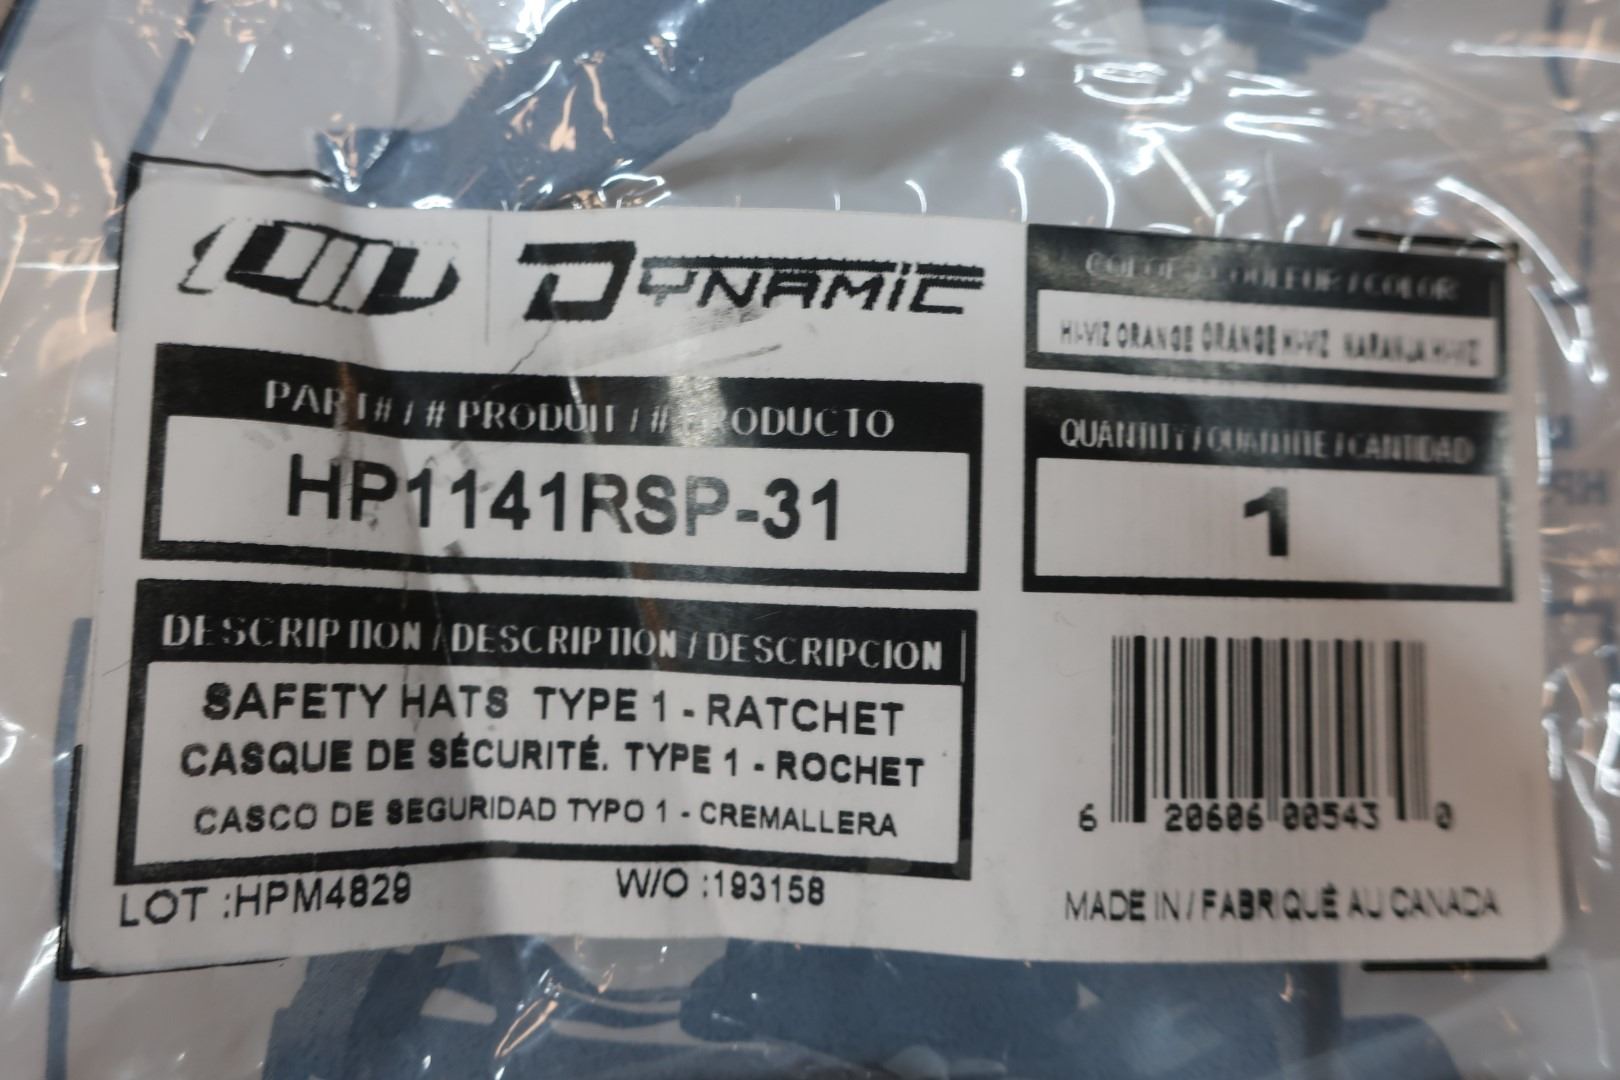 DYNAMIC
COLOR / COULEUR / COLOR
HI-VIZ ORANGE ORANGE HI-VIZ NARANJA HI-VIZ
PART# / # PRODUIT / # PRODUCTO
HP1141RSP-31
QUANTITY / QUANTITE / CANTIDAD
1
DESCRIPTION / DESCRIPTION / DESCRIPCION
SAFETY HATS TYPE 1 - RATCHET
CASQUE DE SÉCURITÉ. TYPE 1 - ROCHET
CASCO DE SEGURIDAD TYPO 1 - CREMALLERA
6 20606 00543 0
LOT :HPM4829 W/O :193158
MADE IN / FABRIQUÉ AU CANADA